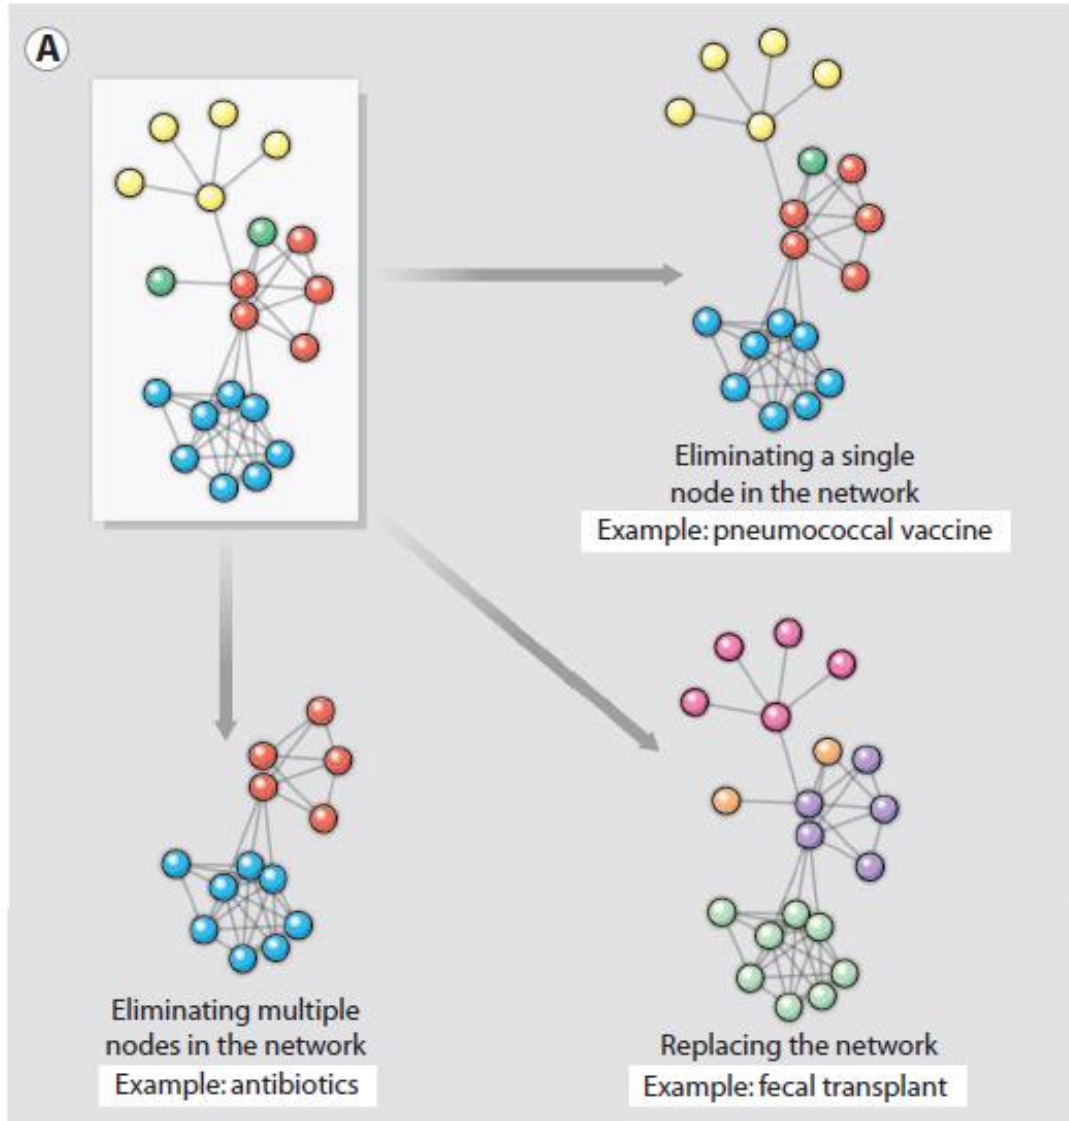 A
Eliminating a single
node in the network
Example: pneumococcal vaccine
Eliminating multiple
nodes in the network
Example: antibiotics
Replacing the network
Example: fecal transplant